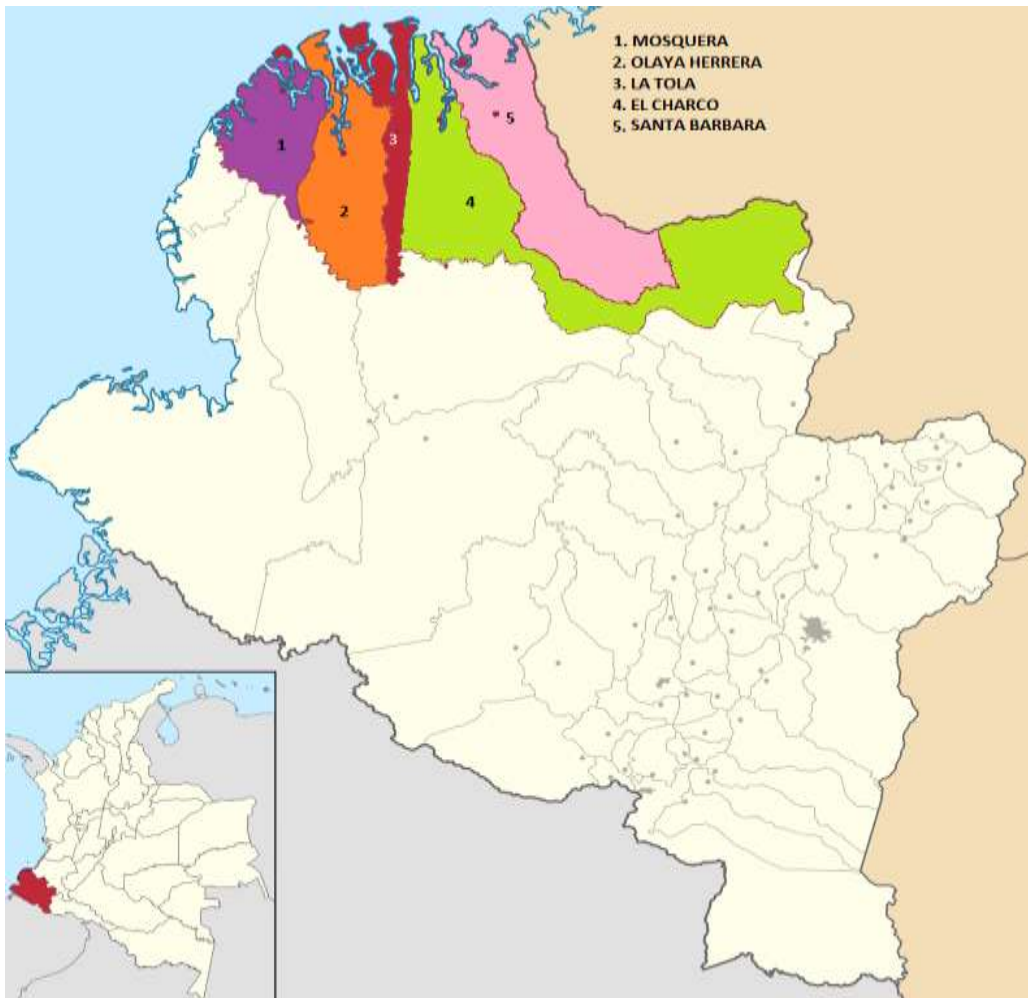 1. MOSQUERA
2. OLAYA HERRERA
3. LA TOLA
4. EL CHARCO
5. SANTA BARBARA
1
2
3
4
5